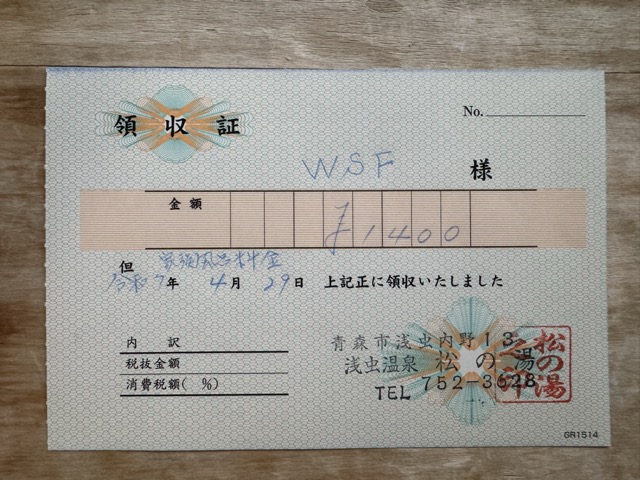 領収証
No.
WSF 様
金額 ¥1400
但 家族風呂料金
令和7年 4月 29日 上記正に領収いたしました
内訳
税抜金額
消費税額( %)
青森市浅虫内野13
浅虫温泉 松の湯
TEL 752-3628
松の湯
GR1514